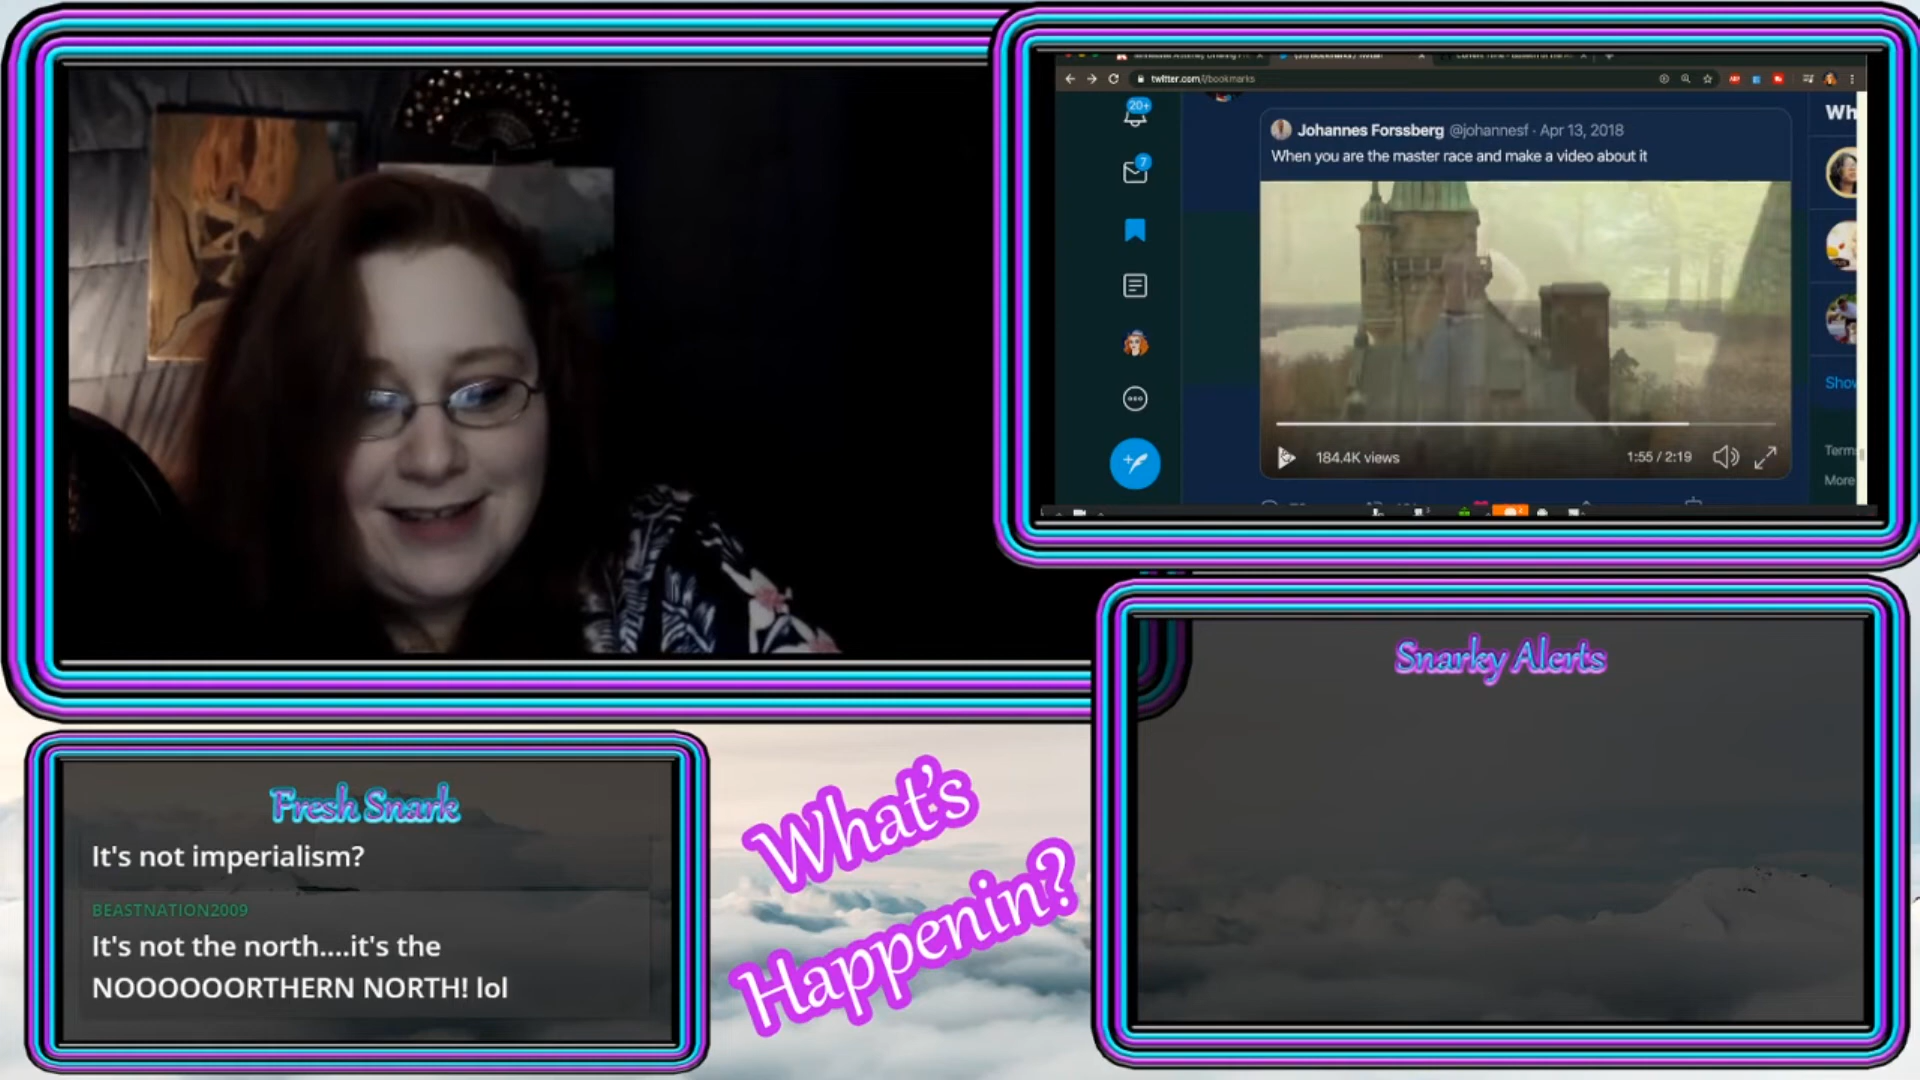 twitter.com/i/bookmarks
20+
Wh
Johannes Forssberg @johannesf · Apr 13, 2018
When you are the master race and make a video about it
7
Show
184.4K views
1:55 / 2:19
Terms
More
Snarky Alerts
Fresh Snark
It's not imperialism?
BEASTNATION2009
It's not the north....it's the
NOOOOOORTHERN NORTH! lol
What's
Happenin?